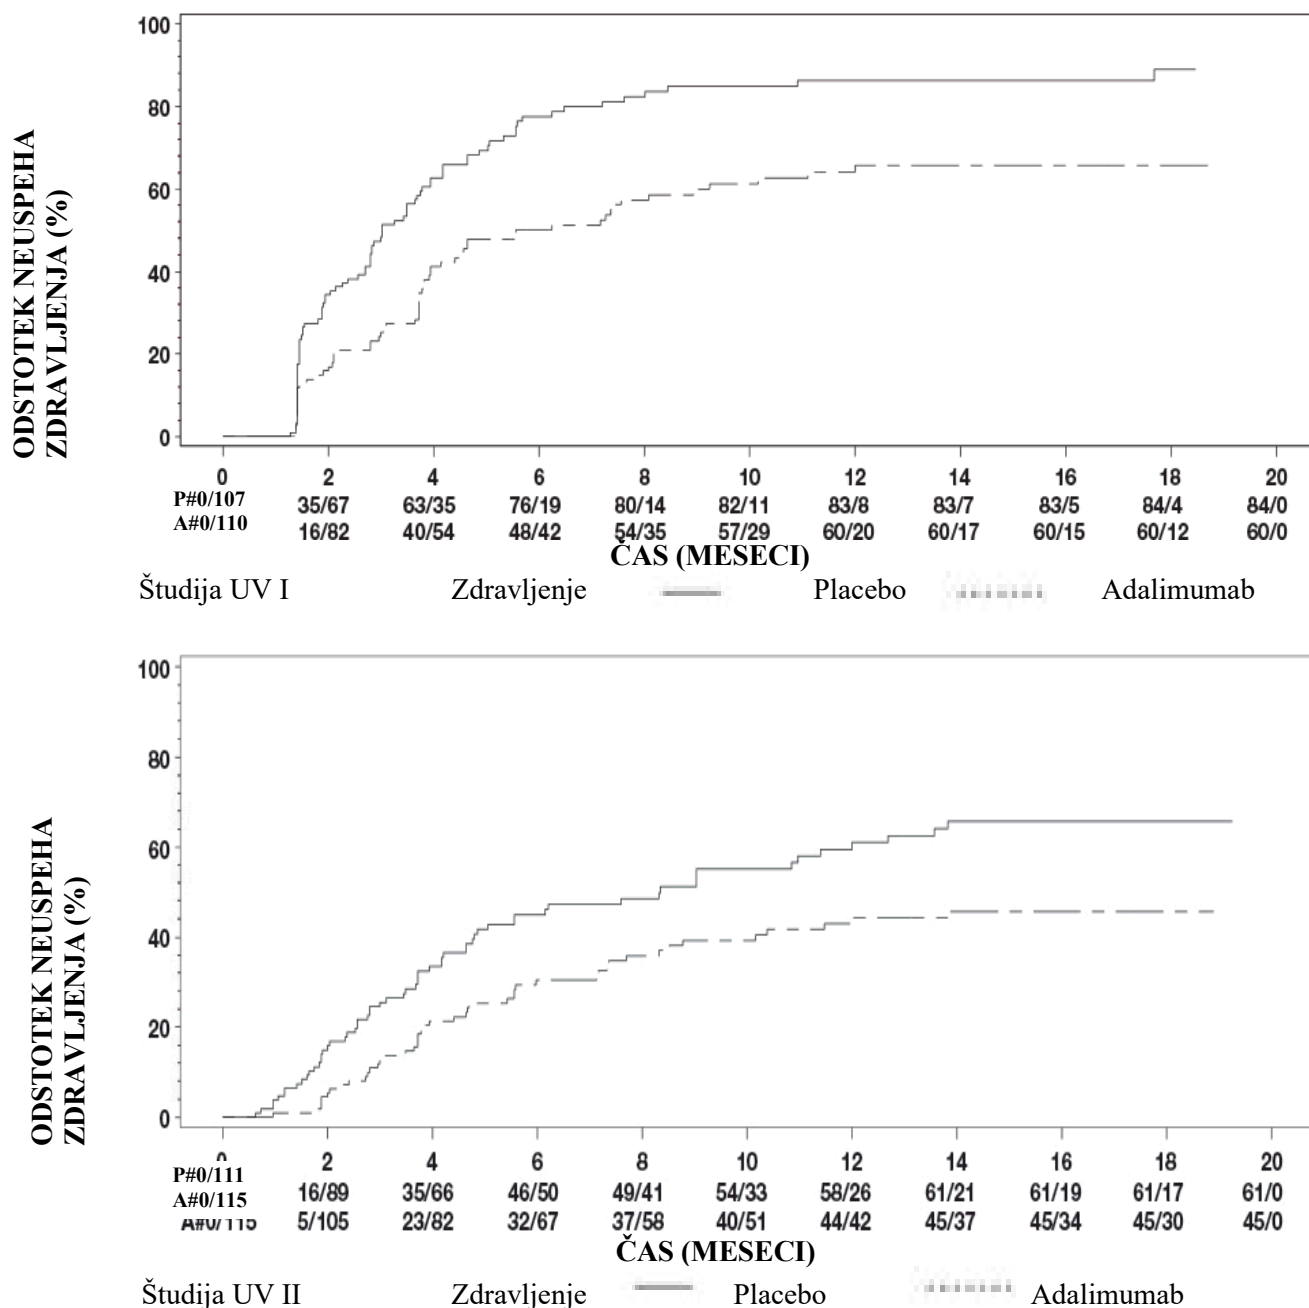 ODSTOTEK NEUSPEHA
ZDRAVLJENJA (%)
100
80
60
40
20
0
0 2 4 6 8 10 12 14 16 18 20
P#0/107 35/67 63/35 76/19 80/14 82/11 83/8 83/7 83/5 84/4 84/0
A#0/110 16/82 40/54 48/42 54/35 57/29 60/20 60/17 60/15 60/12 60/0
ČAS (MESECI)
Študija UV I Zdravljenje Placebo Adalimumab
ODSTOTEK NEUSPEHA
ZDRAVLJENJA (%)
100
80
60
40
20
0
0 2 4 6 8 10 12 14 16 18 20
P#0/111 16/89 35/66 46/50 49/41 54/33 58/26 61/21 61/19 61/17 61/0
A#0/115
A#0/115 5/105 23/82 32/67 37/58 40/51 44/42 45/37 45/34 45/30 45/0
ČAS (MESECI)
Študija UV II Zdravljenje Placebo Adalimumab